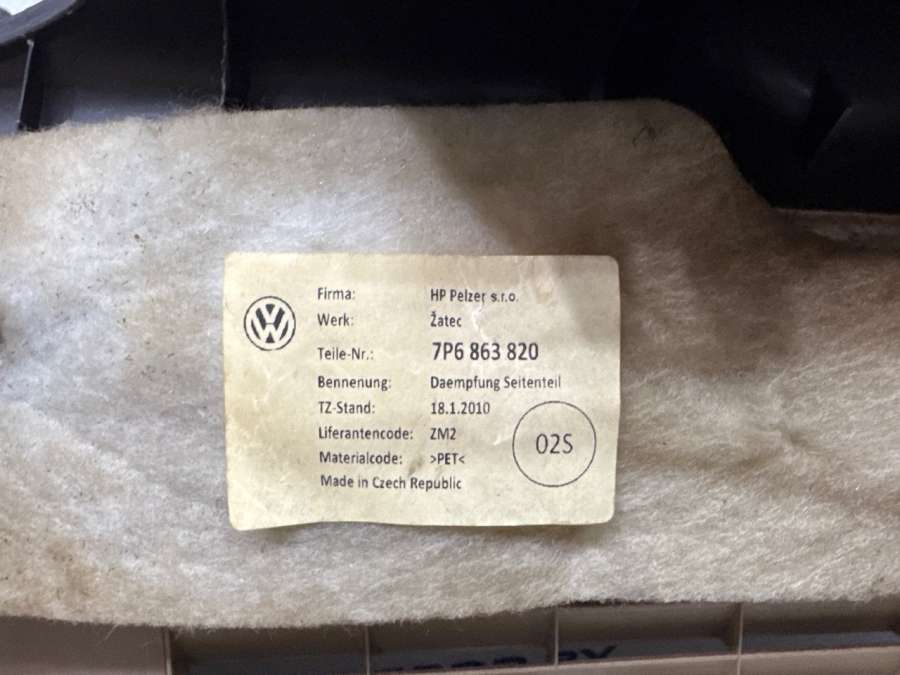 Firma: HP Pelzer s.r.o.
Werk: Žatec
Teile-Nr.: 7P6 863 820
Bennenung: Daempfung Seitenteil
TZ-Stand: 18.1.2010
Liferantencode: ZM2
Materialcode: >PET<
Made in Czech Republic
02S